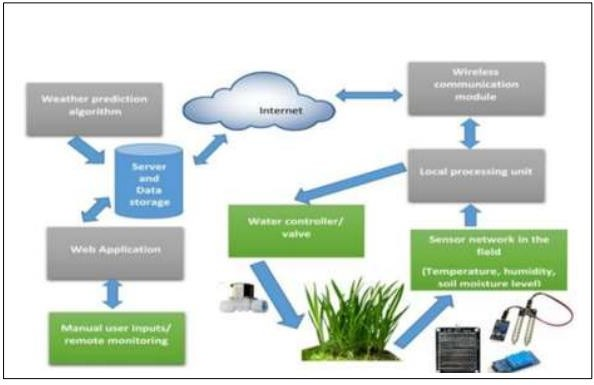 Weather prediction
algorithm
Internet
Wireless
communication
module
Server
and
Data
storage
Local processing unit
Water controller/
valve
Web Application
Sensor network in the
field
(Temperature, humidity,
soil moisture level)
Manual user inputs/
remote monitoring